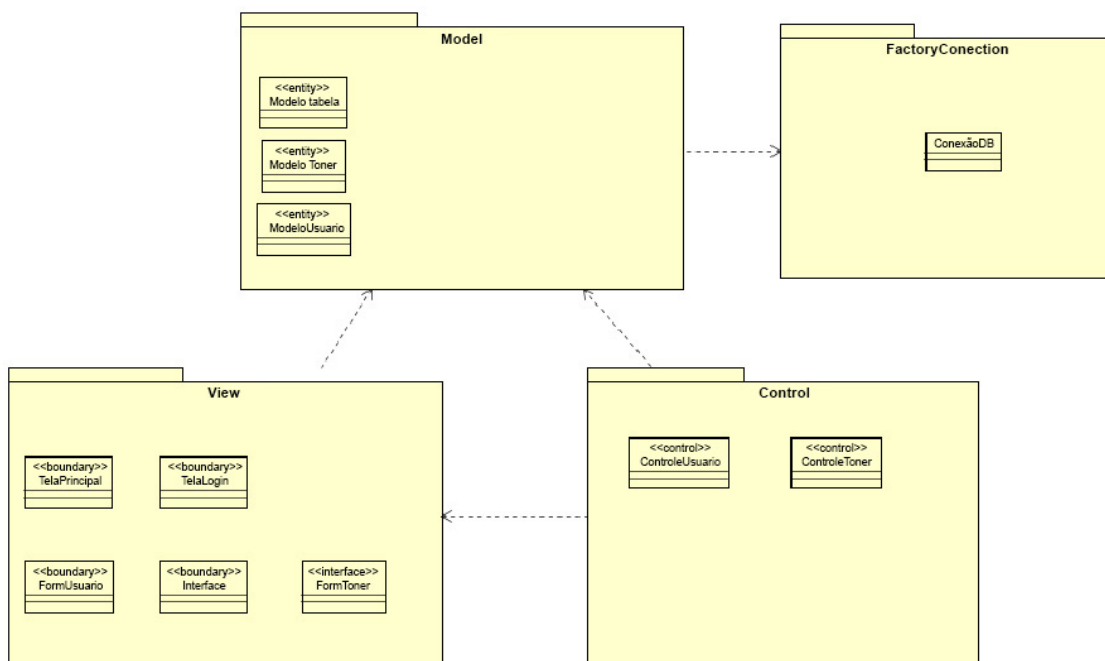 Model
<<entity>>
Modelo tabela
<<entity>>
Modelo Toner
<<entity>>
ModeloUsuario
FactoryConection
ConexãoDB
View
<<boundary>>
TelaPrincipal
<<boundary>>
TelaLogin
<<boundary>>
FormUsuario
<<boundary>>
Interface
<<interface>>
FormToner
Control
<<control>>
ControleUsuario
<<control>>
ControleToner